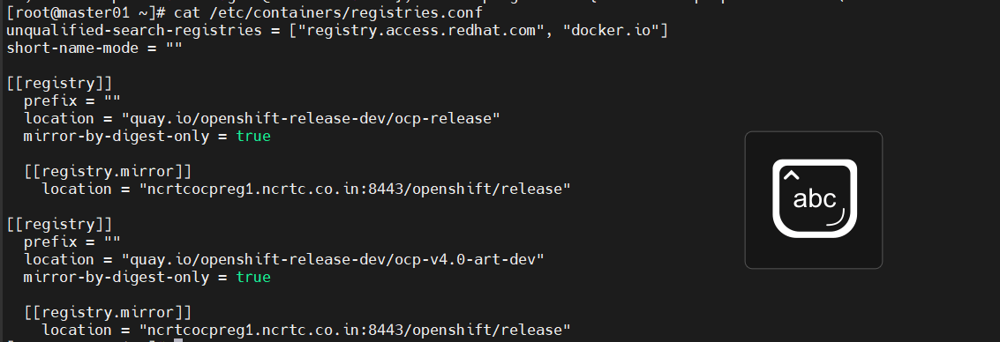 [root@master01 ~]# cat /etc/containers/registries.conf
unqualified-search-registries = ["registry.access.redhat.com", "docker.io"]
short-name-mode = ""
[[registry]]
prefix = ""
location = "quay.io/openshift-release-dev/ocp-release"
mirror-by-digest-only = true
[[registry.mirror]]
location = "ncrtcocpreg1.ncrtc.co.in:8443/openshift/release"
[[registry]]
prefix = ""
location = "quay.io/openshift-release-dev/ocp-v4.0-art-dev"
mirror-by-digest-only = true
[[registry.mirror]]
location = "ncrtcocpreg1.ncrtc.co.in:8443/openshift/release"
abc